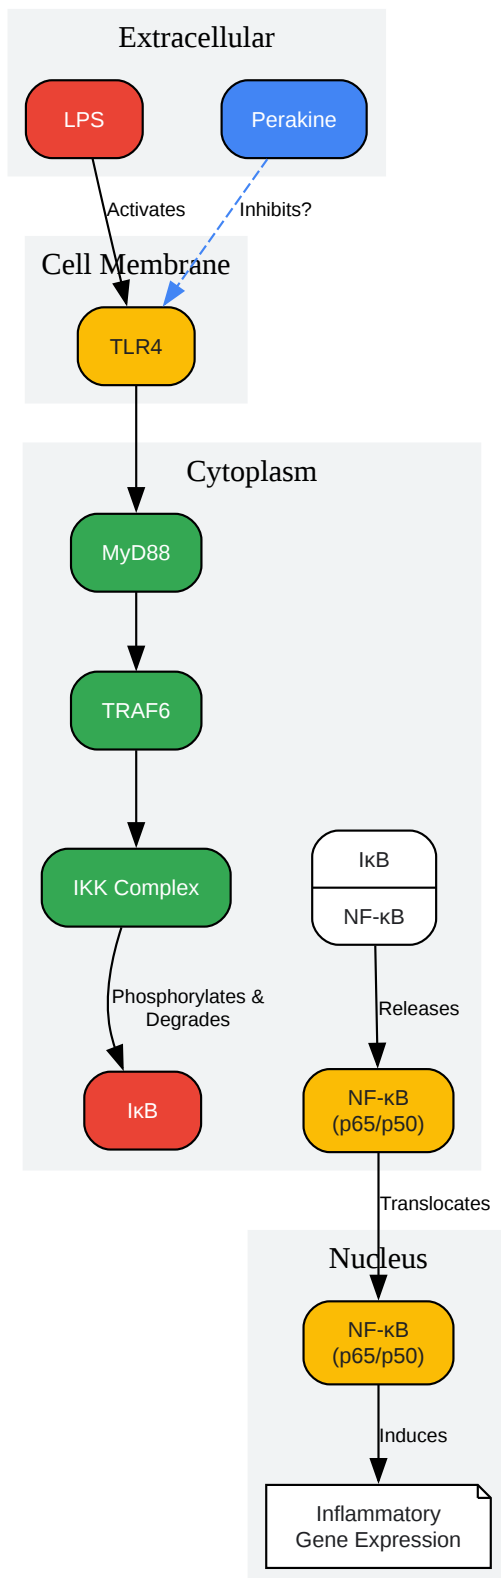 Extracellular
LPS
Perakine
Activates
Inhibits?
Cell Membrane
TLR4
Cytoplasm
MyD88
TRAF6
IKK Complex
IκB
NF-κB
Phosphorylates &
Degrades
Releases
IκB
NF-κB
(p65/p50)
Translocates
Nucleus
NF-κB
(p65/p50)
Induces
Inflammatory
Gene Expression